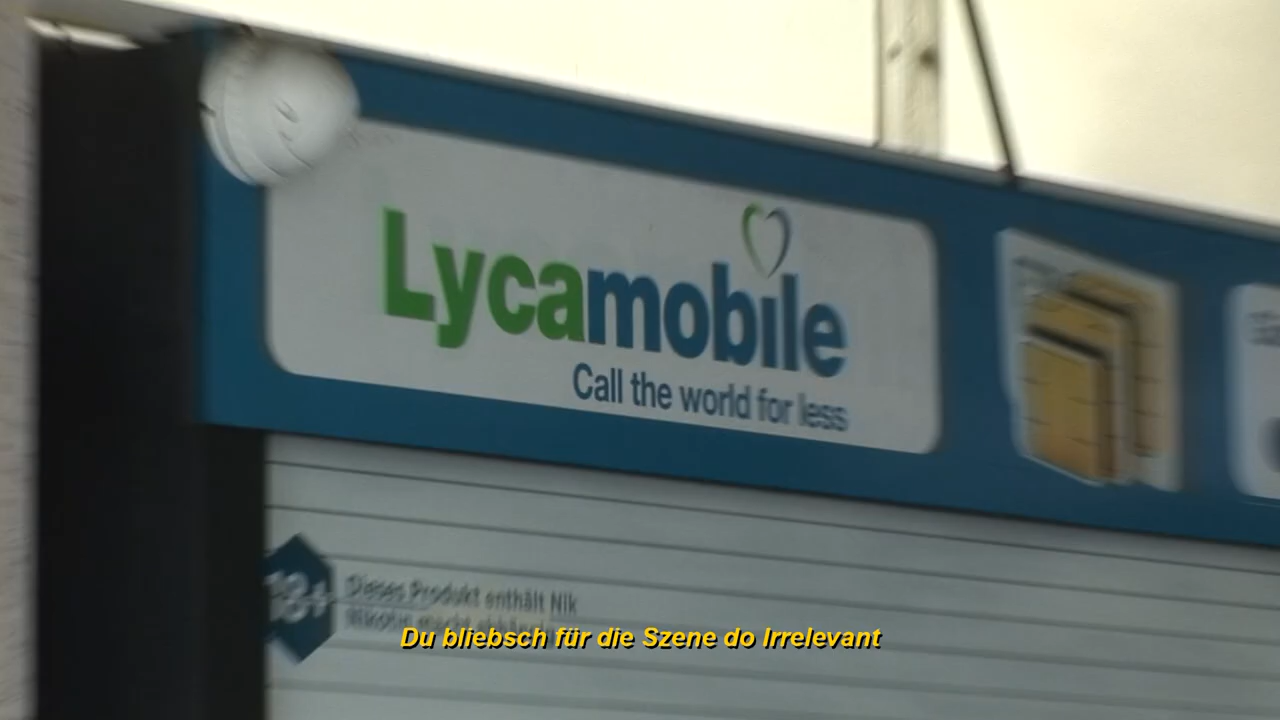 Lycamobile
Call the world for less
18+
Dieses Produkt enthält Nik
Du bliebsch für die Szene do Irrelevant